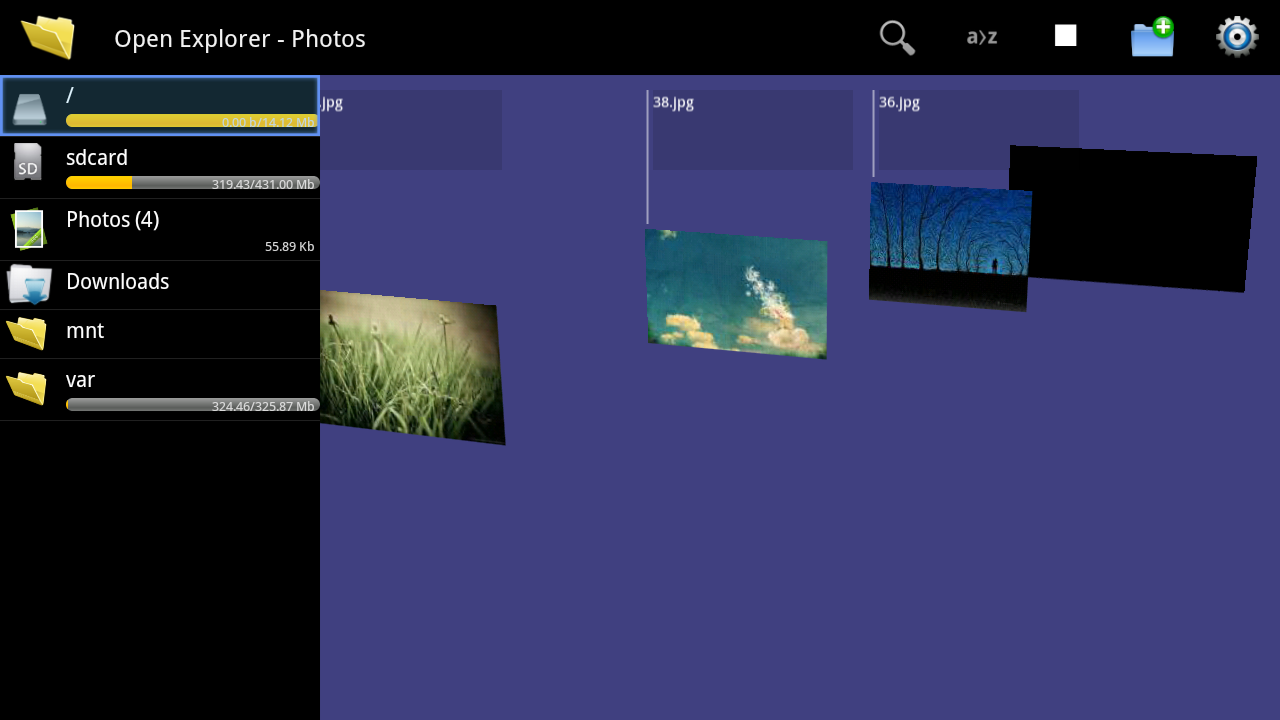 Open Explorer - Photos
a›z
/
0.00 b/14.12 Mb
sdcard
319.43/431.00 Mb
SD
Photos (4)
55.89 Kb
Downloads
mnt
var
324.46/325.87 Mb
.jpg
38.jpg
36.jpg